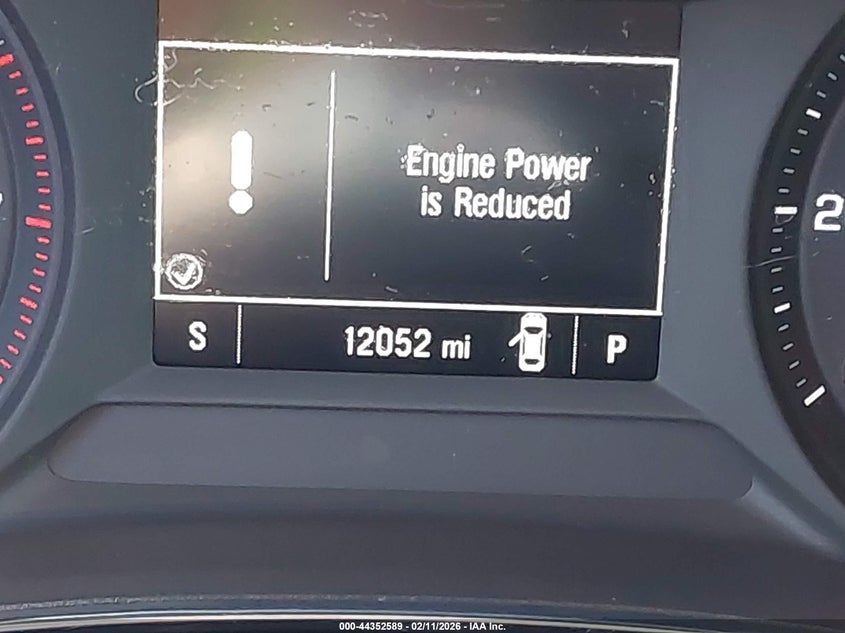 Engine Power
is Reduced
S 12052 mi P
2
000-44352589 - 02/11/2026 - IAA Inc.